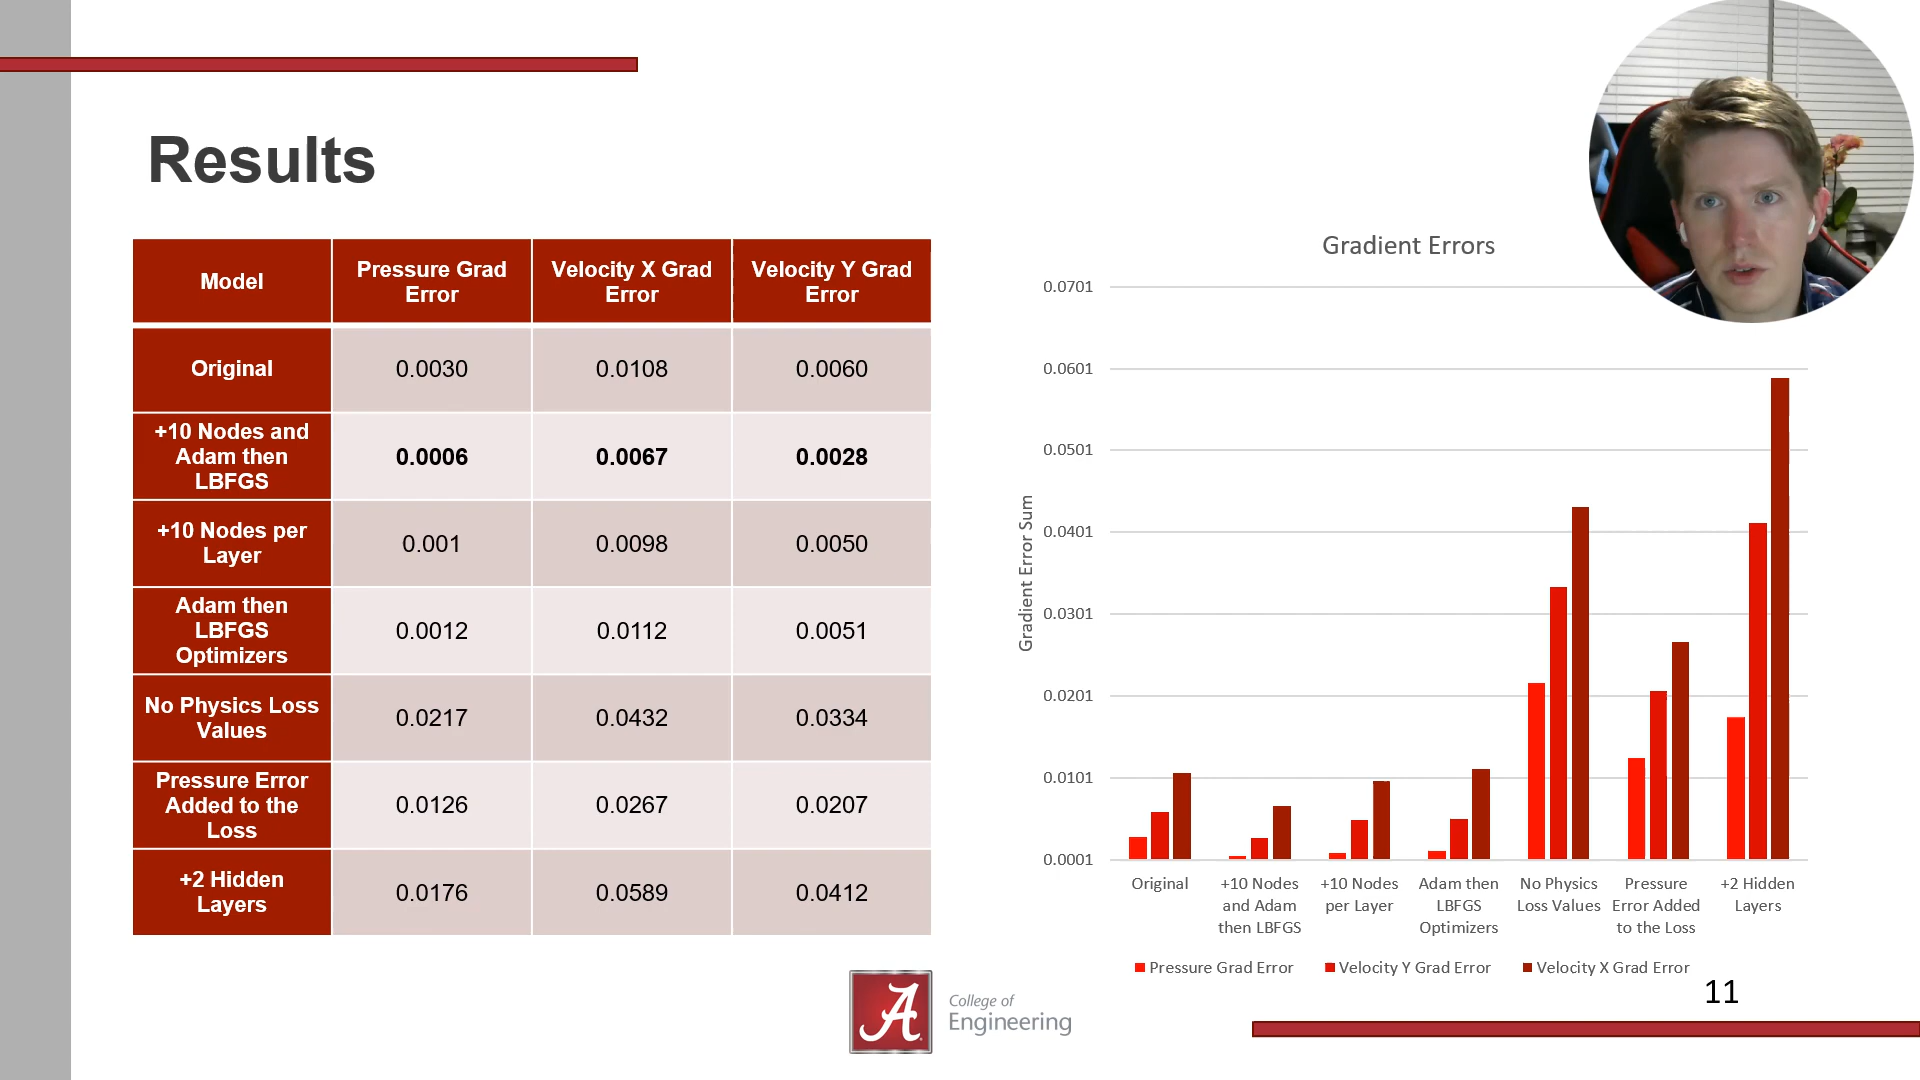 Results
Model
Pressure Grad
Error
Velocity X Grad
Error
Velocity Y Grad
Error
Original
0.0030
0.0108
0.0060
+10 Nodes and
Adam then
LBFGS
0.0006
0.0067
0.0028
+10 Nodes per
Layer
0.001
0.0098
0.0050
Adam then
LBFGS
Optimizers
0.0012
0.0112
0.0051
No Physics Loss
Values
0.0217
0.0432
0.0334
Pressure Error
Added to the
Loss
0.0126
0.0267
0.0207
+2 Hidden
Layers
0.0176
0.0589
0.0412
Gradient Errors
Gradient Error Sum
0.0701
0.0601
0.0501
0.0401
0.0301
0.0201
0.0101
0.0001
Original
+10 Nodes
and Adam
then LBFGS
+10 Nodes
per Layer
Adam then
LBFGS
Optimizers
No Physics
Loss Values
Pressure
Error Added
to the Loss
+2 Hidden
Layers
Pressure Grad Error
Velocity Y Grad Error
Velocity X Grad Error
A
College of
Engineering
11